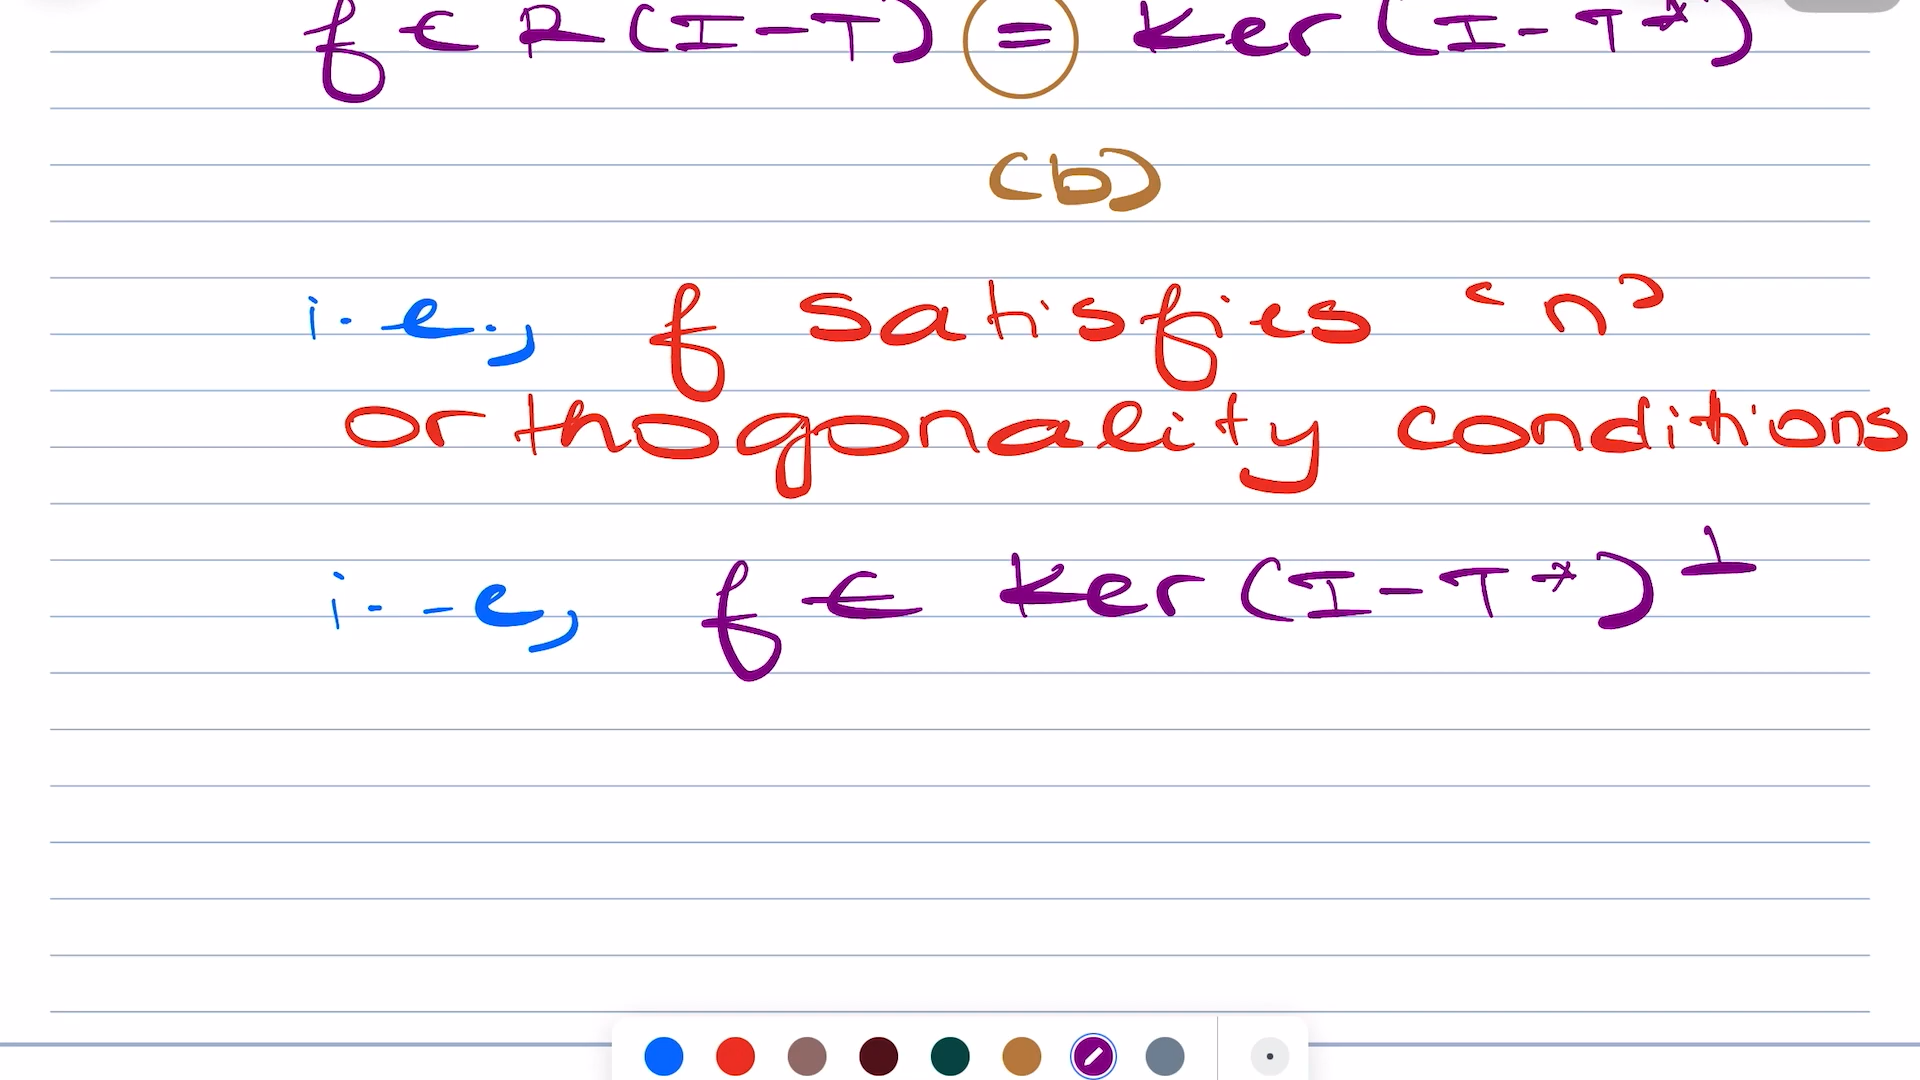 f ∈ R(I-T) = ker(I-T*)
(b)
i.e., f satisfies 'n'
orthogonality conditions
i.-e, f ∈ ker(I-T*)⊥